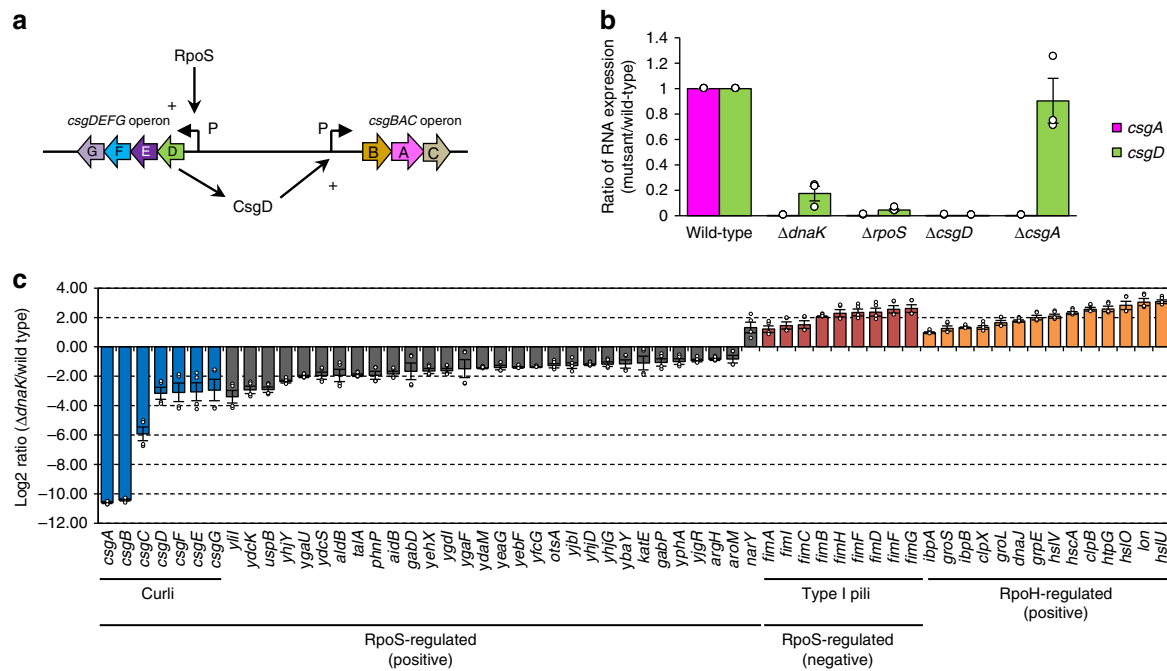 a
RpoS
+
csgDEFG operon
P
P
csgBAC operon
G F E D
B A C
CsgD
+
b
Ratio of RNA expression
(mutsant/wild-type)
1.4
1.2
1
0.8
0.6
0.4
0.2
0
Wild-type
ΔdnaK
ΔrpoS
ΔcsgD
ΔcsgA
csgA
csgD
c
Log2 ratio (ΔdnaK/wild type)
4.00
2.00
0.00
−2.00
−4.00
−6.00
−8.00
−10.00
−12.00
csgA
csgB
csgC
csgD
csgF
csgE
csgG
yliI
ydcK
uspB
yhjY
ygaU
ydcS
aldB
talA
phnP
aidB
gabD
yehX
ygdI
ygaF
ydaM
yeaG
yebF
yfcG
otsA
yjbI
yhjD
yhjG
ybaY
katE
gabP
yphA
yjgR
argH
aroM
narY
fimA
fimI
fimC
fimB
fimH
fimF
fimD
fimF
fimG
ibpA
groS
ibpB
clpX
groL
dnaJ
grpE
hslV
hscA
clpB
htpG
hslO
lon
hslU
Curli
Type I pili
RpoH-regulated
(positive)
RpoS-regulated
(positive)
RpoS-regulated
(negative)